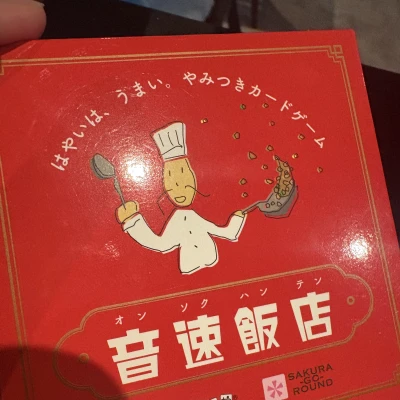 はやいは、うまい。やみつきカードゲーム
オン ソク ハン テン
音速飯店
SAKURA
-GO-
ROUND